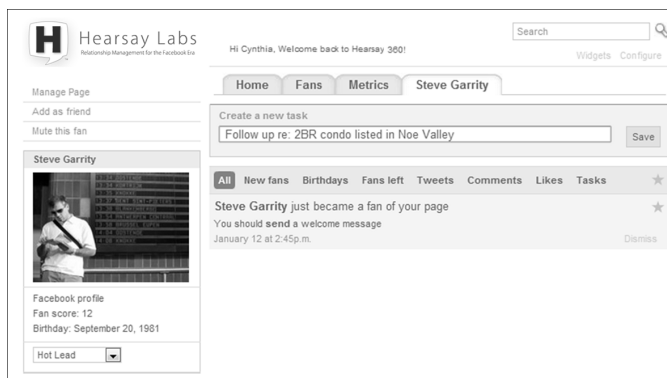 Hearsay Labs
Relationship Management for the Facebook Era
Hi Cynthia, Welcome back to Hearsay 360!
Search
Widgets Configure
Manage Page
Add as friend
Mute this fan
Home Fans Metrics Steve Garrity
Create a new task
Follow up re: 2BR condo listed in Noe Valley
Save
Steve Garrity
All New fans Birthdays Fans left Tweets Comments Likes Tasks
Steve Garrity just became a fan of your page
You should send a welcome message
January 12 at 2:45p.m.
Dismiss
Facebook profile
Fan score: 12
Birthday: September 20, 1981
Hot Lead